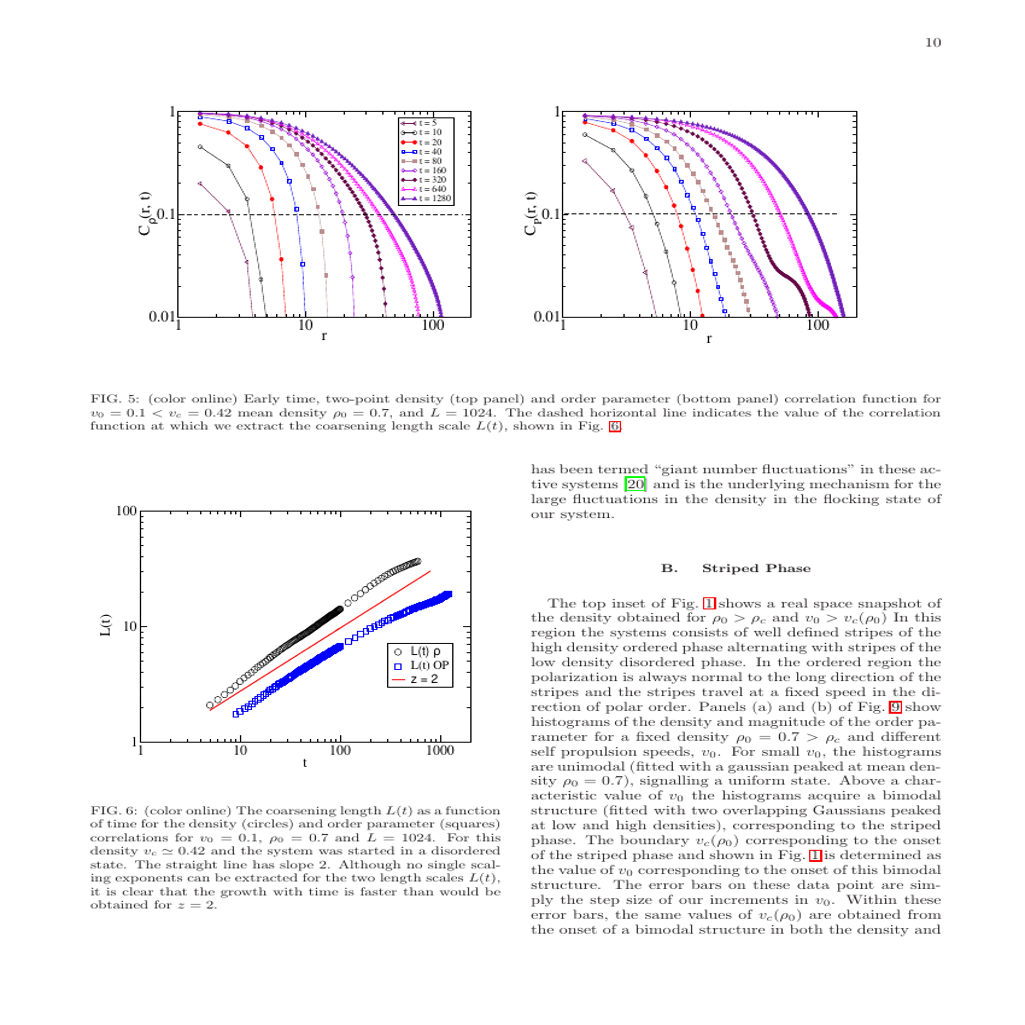 10
1
0.1
0.01
C_ρ(r, t)
1
10
100
r
t = 5
t = 10
t = 20
t = 40
t = 80
t = 160
t = 320
t = 640
t = 1280
1
0.1
0.01
C_P(r, t)
1
10
100
r
FIG. 5: (color online) Early time, two-point density (top panel) and order parameter (bottom panel) correlation function for
v₀ = 0.1 < v_c = 0.42 mean density ρ₀ = 0.7, and L = 1024. The dashed horizontal line indicates the value of the correlation
function at which we extract the coarsening length scale L(t), shown in Fig. 6.
100
10
1
L(t)
1
10
100
1000
t
L(t) ρ
L(t) OP
z = 2
FIG. 6: (color online) The coarsening length L(t) as a function
of time for the density (circles) and order parameter (squares)
correlations for v₀ = 0.1, ρ₀ = 0.7 and L = 1024. For this
density v_c ≃ 0.42 and the system was started in a disordered
state. The straight line has slope 2. Although no single scal-
ing exponents can be extracted for the two length scales L(t),
it is clear that the growth with time is faster than would be
obtained for z = 2.
has been termed “giant number fluctuations” in these ac-
tive systems [20] and is the underlying mechanism for the
large fluctuations in the density in the flocking state of
our system.
B. Striped Phase
The top inset of Fig. 1 shows a real space snapshot of
the density obtained for ρ₀ > ρ_c and v₀ > v_c(ρ₀) In this
region the systems consists of well defined stripes of the
high density ordered phase alternating with stripes of the
low density disordered phase. In the ordered region the
polarization is always normal to the long direction of the
stripes and the stripes travel at a fixed speed in the di-
rection of polar order. Panels (a) and (b) of Fig. 9 show
histograms of the density and magnitude of the order pa-
rameter for a fixed density ρ₀ = 0.7 > ρ_c and different
self propulsion speeds, v₀. For small v₀, the histograms
are unimodal (fitted with a gaussian peaked at mean den-
sity ρ₀ = 0.7), signalling a uniform state. Above a char-
acteristic value of v₀ the histograms acquire a bimodal
structure (fitted with two overlapping Gaussians peaked
at low and high densities), corresponding to the striped
phase. The boundary v_c(ρ₀) corresponding to the onset
of the striped phase and shown in Fig. 1 is determined as
the value of v₀ corresponding to the onset of this bimodal
structure. The error bars on these data point are sim-
ply the step size of our increments in v₀. Within these
error bars, the same values of v_c(ρ₀) are obtained from
the onset of a bimodal structure in both the density and